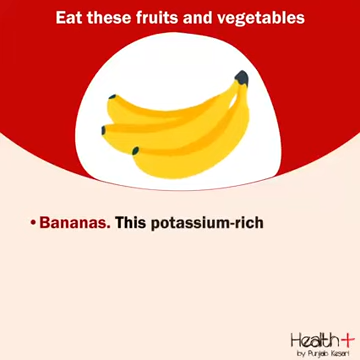 Eat these fruits and vegetables
•Bananas. This potassium-rich
Health+
by Punjab Kesari